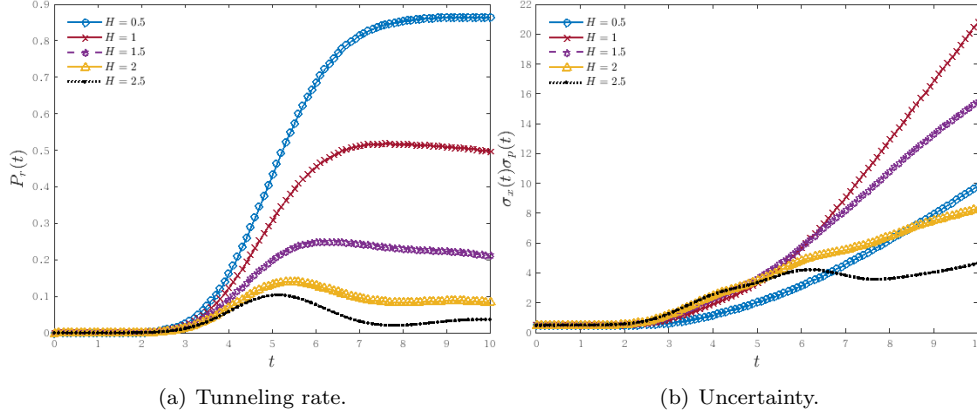 0.9
0.8
0.7
0.6
0.5
0.4
0.3
0.2
0.1
0
0 1 2 3 4 5 6 7 8 9 10
t
P_r(t)
H = 0.5
H = 1
H = 1.5
H = 2
H = 2.5
(a) Tunneling rate.
22
20
18
16
14
12
10
8
6
4
2
0
0 1 2 3 4 5 6 7 8 9 10
t
σ_x(t)σ_p(t)
H = 0.5
H = 1
H = 1.5
H = 2
H = 2.5
(b) Uncertainty.